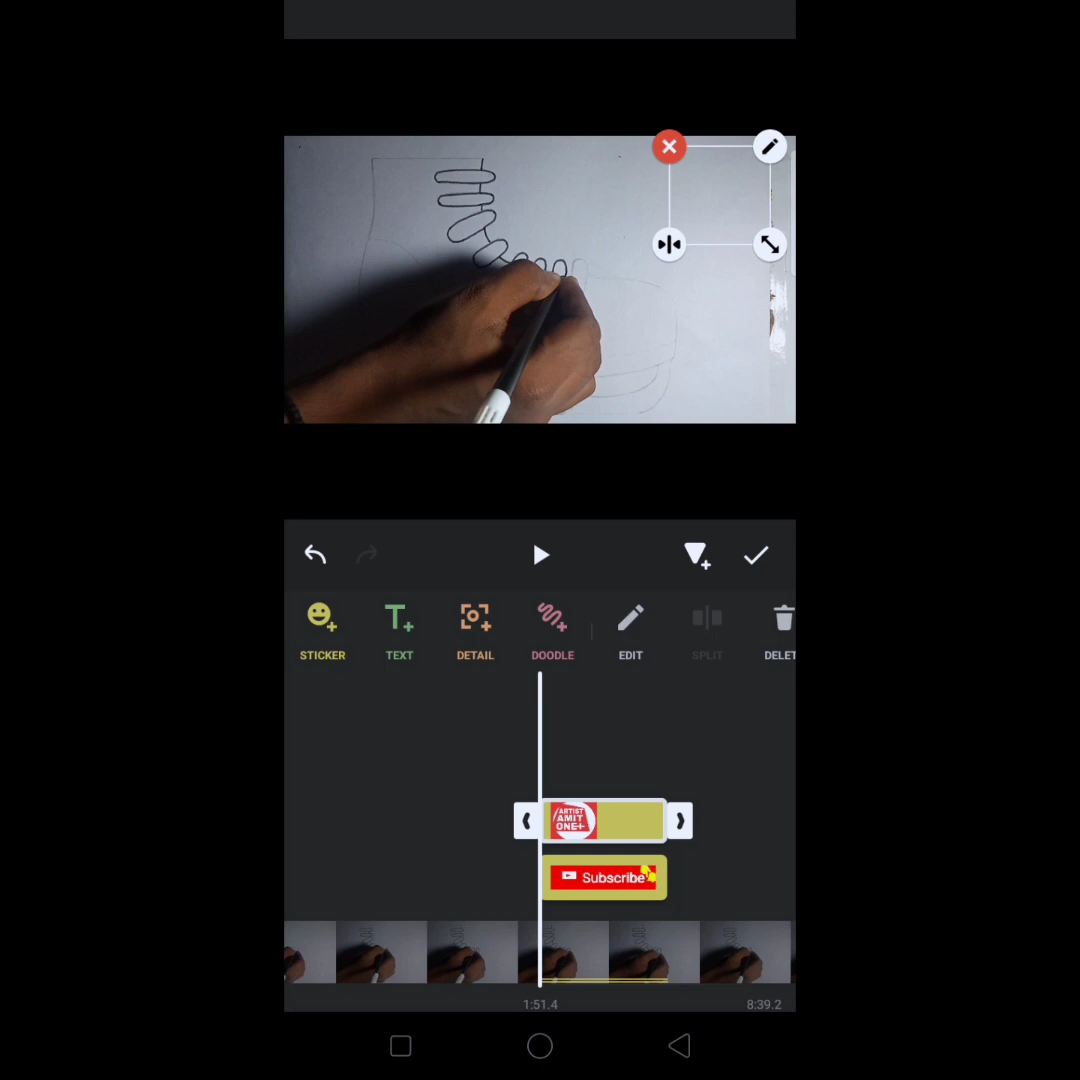 STICKER TEXT DETAIL DOODLE EDIT SPLIT DELET
ARTIST
AMIT
ONE+
Subscribe
1:51.4 8:39.2